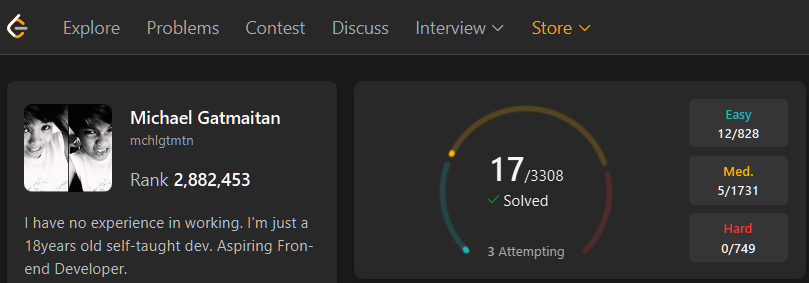 Explore Problems Contest Discuss Interview Store
Michael Gatmaitan
mchlgtmtn
Rank 2,882,453
I have no experience in working. I'm just a
18years old self-taught dev. Aspiring Fron-
end Developer.
17/3308
Solved
3 Attempting
Easy
12/828
Med.
5/1731
Hard
0/749